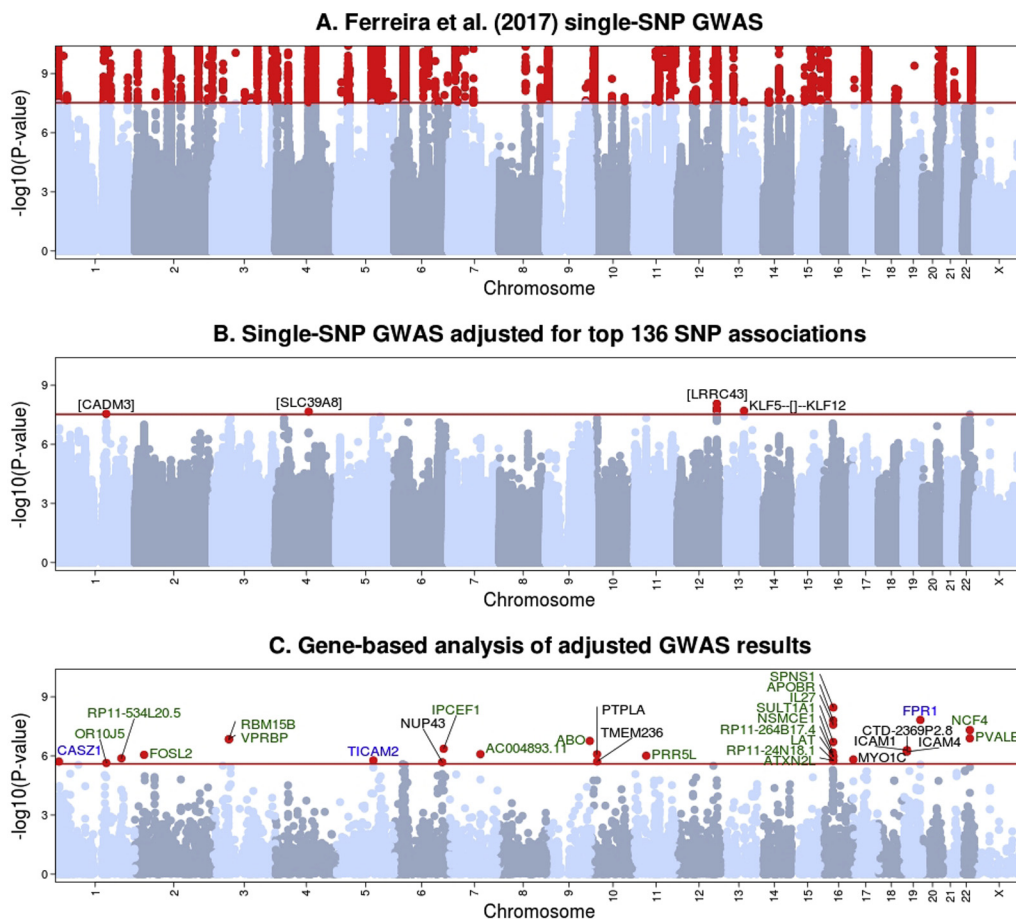 A. Ferreira et al. (2017) single-SNP GWAS
-log10(P-value)
9
6
3
0
1 2 3 4 5 6 7 8 9 10 11 12 13 14 15 16 17 18 19 20 21 22 X
Chromosome
B. Single-SNP GWAS adjusted for top 136 SNP associations
-log10(P-value)
9
6
3
0
[CADM3]
[SLC39A8]
[LRRC43]
KLF5--[]--KLF12
1 2 3 4 5 6 7 8 9 10 11 12 13 14 15 16 17 18 19 20 21 22 X
Chromosome
C. Gene-based analysis of adjusted GWAS results
-log10(P-value)
9
6
3
0
RP11-534L20.5
OR10J5
CASZ1
FOSL2
RBM15B
VPRBP
TICAM2
IPCEF1
NUP43
AC004893.11
ABO
PTPLA
TMEM236
PRR5L
SPNS1
APOBR
IL27
SULT1A1
NSMCE1
RP11-264B17.4
LAT
RP11-24N18.1
ATXN2L
FPR1
CTD-2369P2.8
ICAM1
ICAM4
MYO1C
NCF4
PVALB
1 2 3 4 5 6 7 8 9 10 11 12 13 14 15 16 17 18 19 20 21 22 X
Chromosome